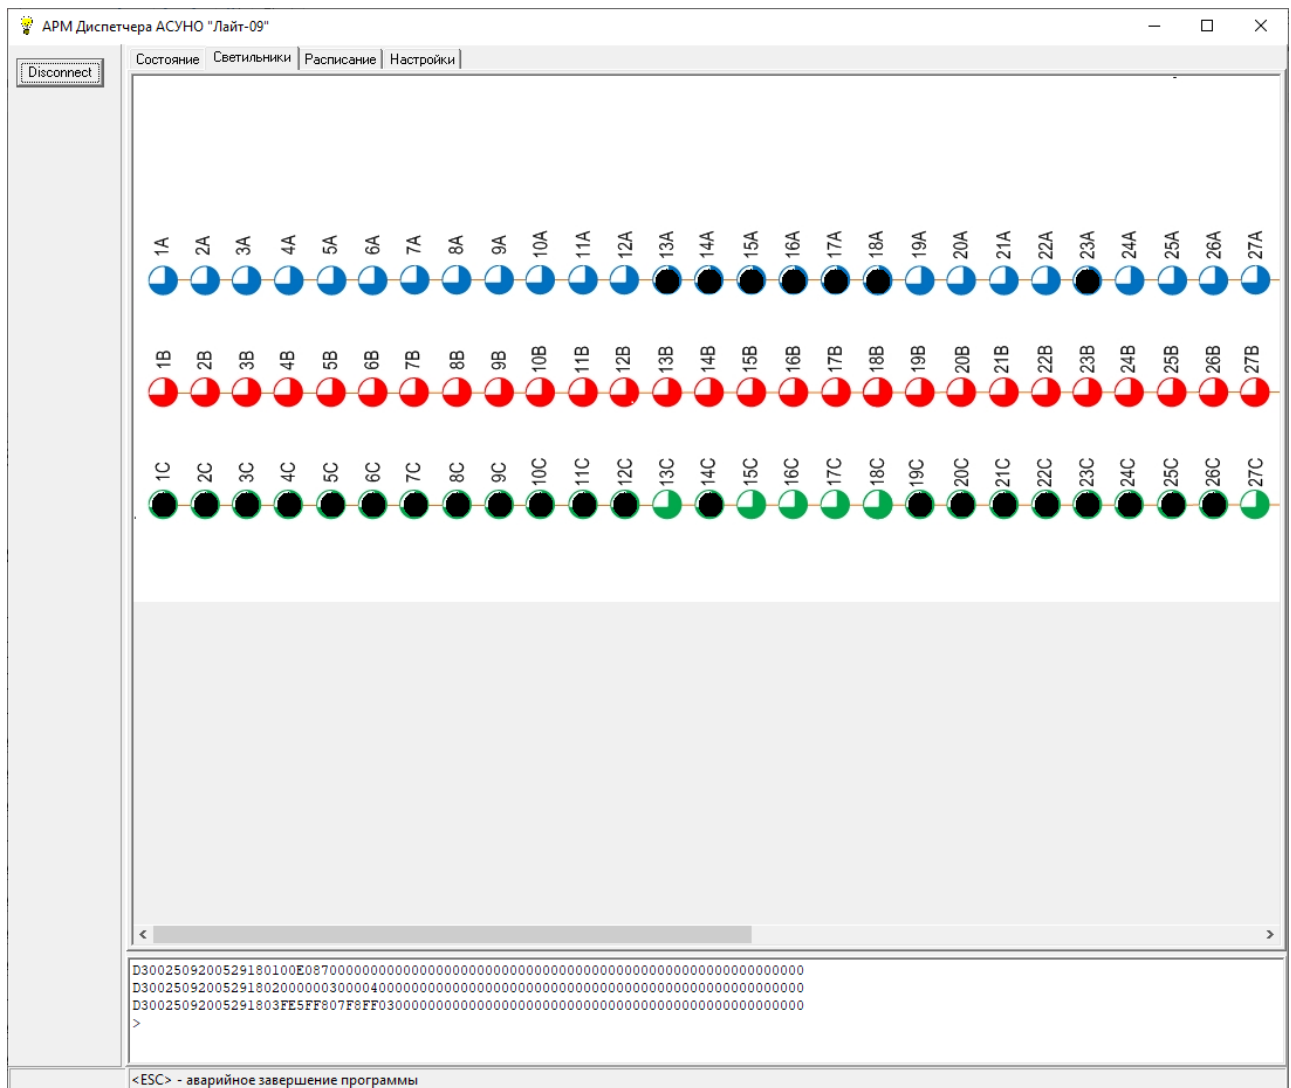 АРМ Диспетчера АСУНО "Лайт-09"
Disconnect
Состояние Светильники Расписание Настройки
1A 2A 3A 4A 5A 6A 7A 8A 9A 10A 11A 12A 13A 14A 15A 16A 17A 18A 19A 20A 21A 22A 23A 24A 25A 26A 27A
1B 2B 3B 4B 5B 6B 7B 8B 9B 10B 11B 12B 13B 14B 15B 16B 17B 18B 19B 20B 21B 22B 23B 24B 25B 26B 27B
1C 2C 3C 4C 5C 6C 7C 8C 9C 10C 11C 12C 13C 14C 15C 16C 17C 18C 19C 20C 21C 22C 23C 24C 25C 26C 27C
D3002509200529180100E0870000000000000000000000000000000000000000000000000000000000
D300250920052918020000003000040000000000000000000000000000000000000000000000000000
D30025092005291803FE5FF807F8FF0300000000000000000000000000000000000000000000000000
>
<ESC> - аварийное завершение программы